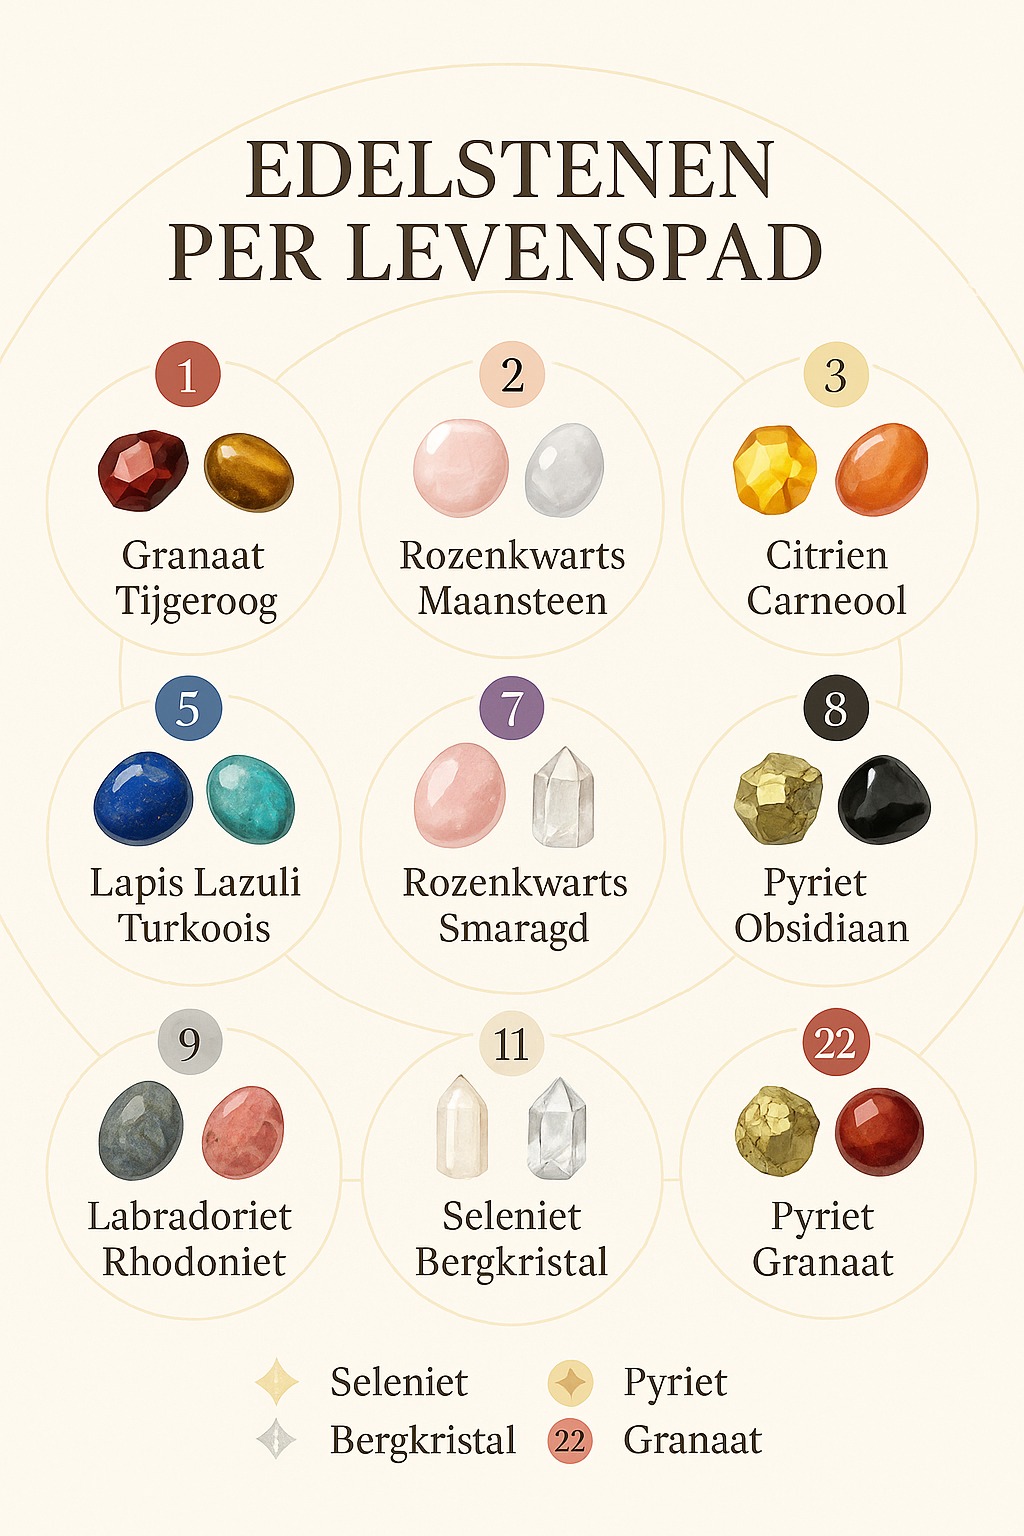 EDELSTENEN
PER LEVENSPAD
1
Granaat
Tijgeroog
2
Rozenkwarts
Maansteen
3
Citrien
Carneool
5
Lapis Lazuli
Turkoois
7
Rozenkwarts
Smaragd
8
Pyriet
Obsidiaan
9
Labradoriet
Rhodoniet
11
Seleniet
Bergkristal
22
Pyriet
Granaat
Seleniet
Bergkristal
Pyriet
22 Granaat